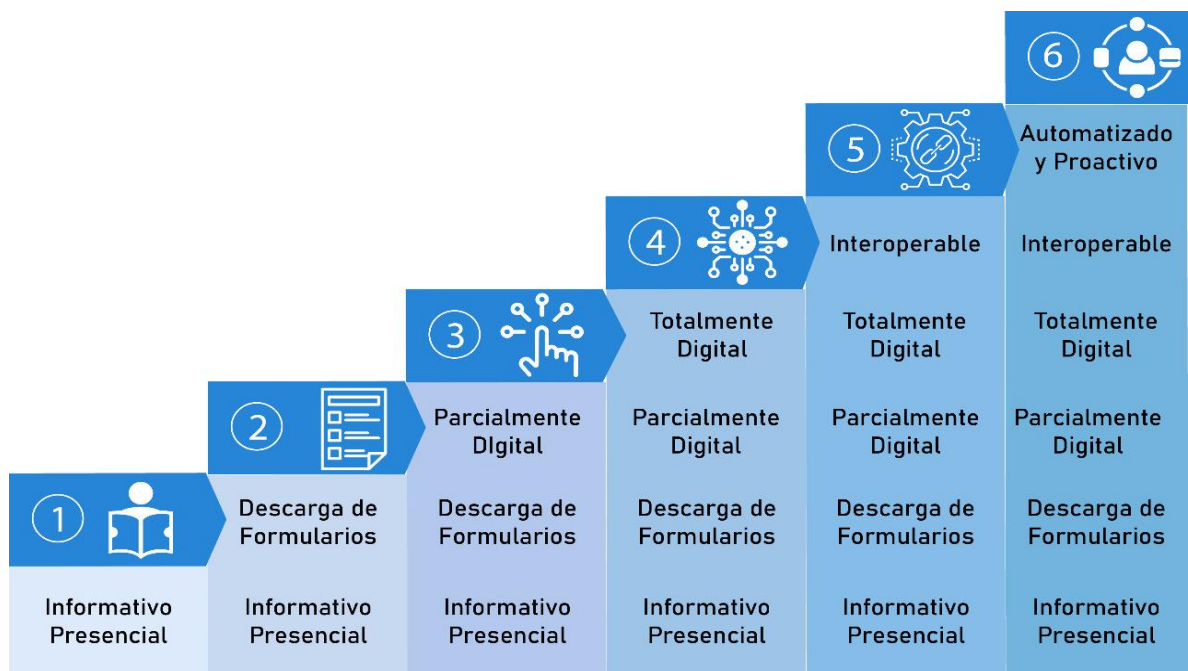 6
Automatizado
y Proactivo
5
Interoperable
Interoperable
4
Totalmente
Digital
Totalmente
Digital
Totalmente
Digital
3
Parcialmente
DIgital
Parcialmente
Digital
Parcialmente
Digital
Parcialmente
Digital
2
Descarga de
Formularios
Descarga de
Formularios
Descarga de
Formularios
Descarga de
Formularios
Descarga de
Formularios
1
Informativo
Presencial
Informativo
Presencial
Informativo
Presencial
Informativo
Presencial
Informativo
Presencial
Informativo
Presencial